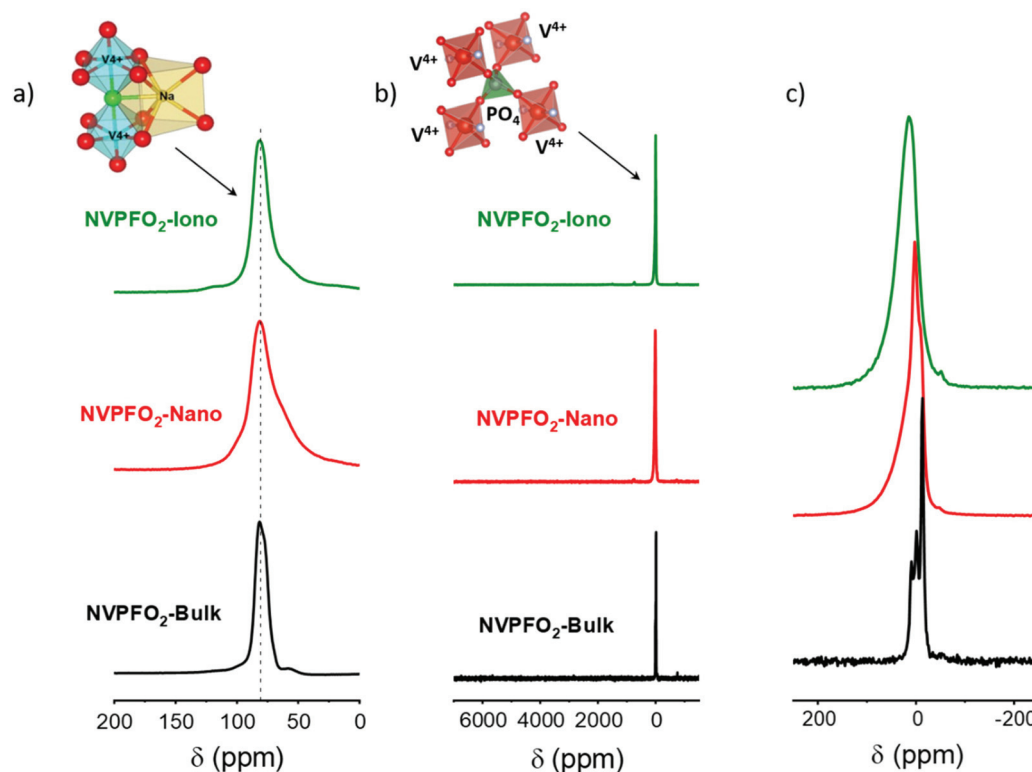 a)
V4+
Na
V4+
NVPFO₂-Iono
NVPFO₂-Nano
NVPFO₂-Bulk
200 150 100 50 0
δ (ppm)
b)
V⁴⁺ V⁴⁺
PO₄
V⁴⁺ V⁴⁺
NVPFO₂-Iono
NVPFO₂-Nano
NVPFO₂-Bulk
6000 4000 2000 0
δ (ppm)
c)
200 0 -200
δ (ppm)